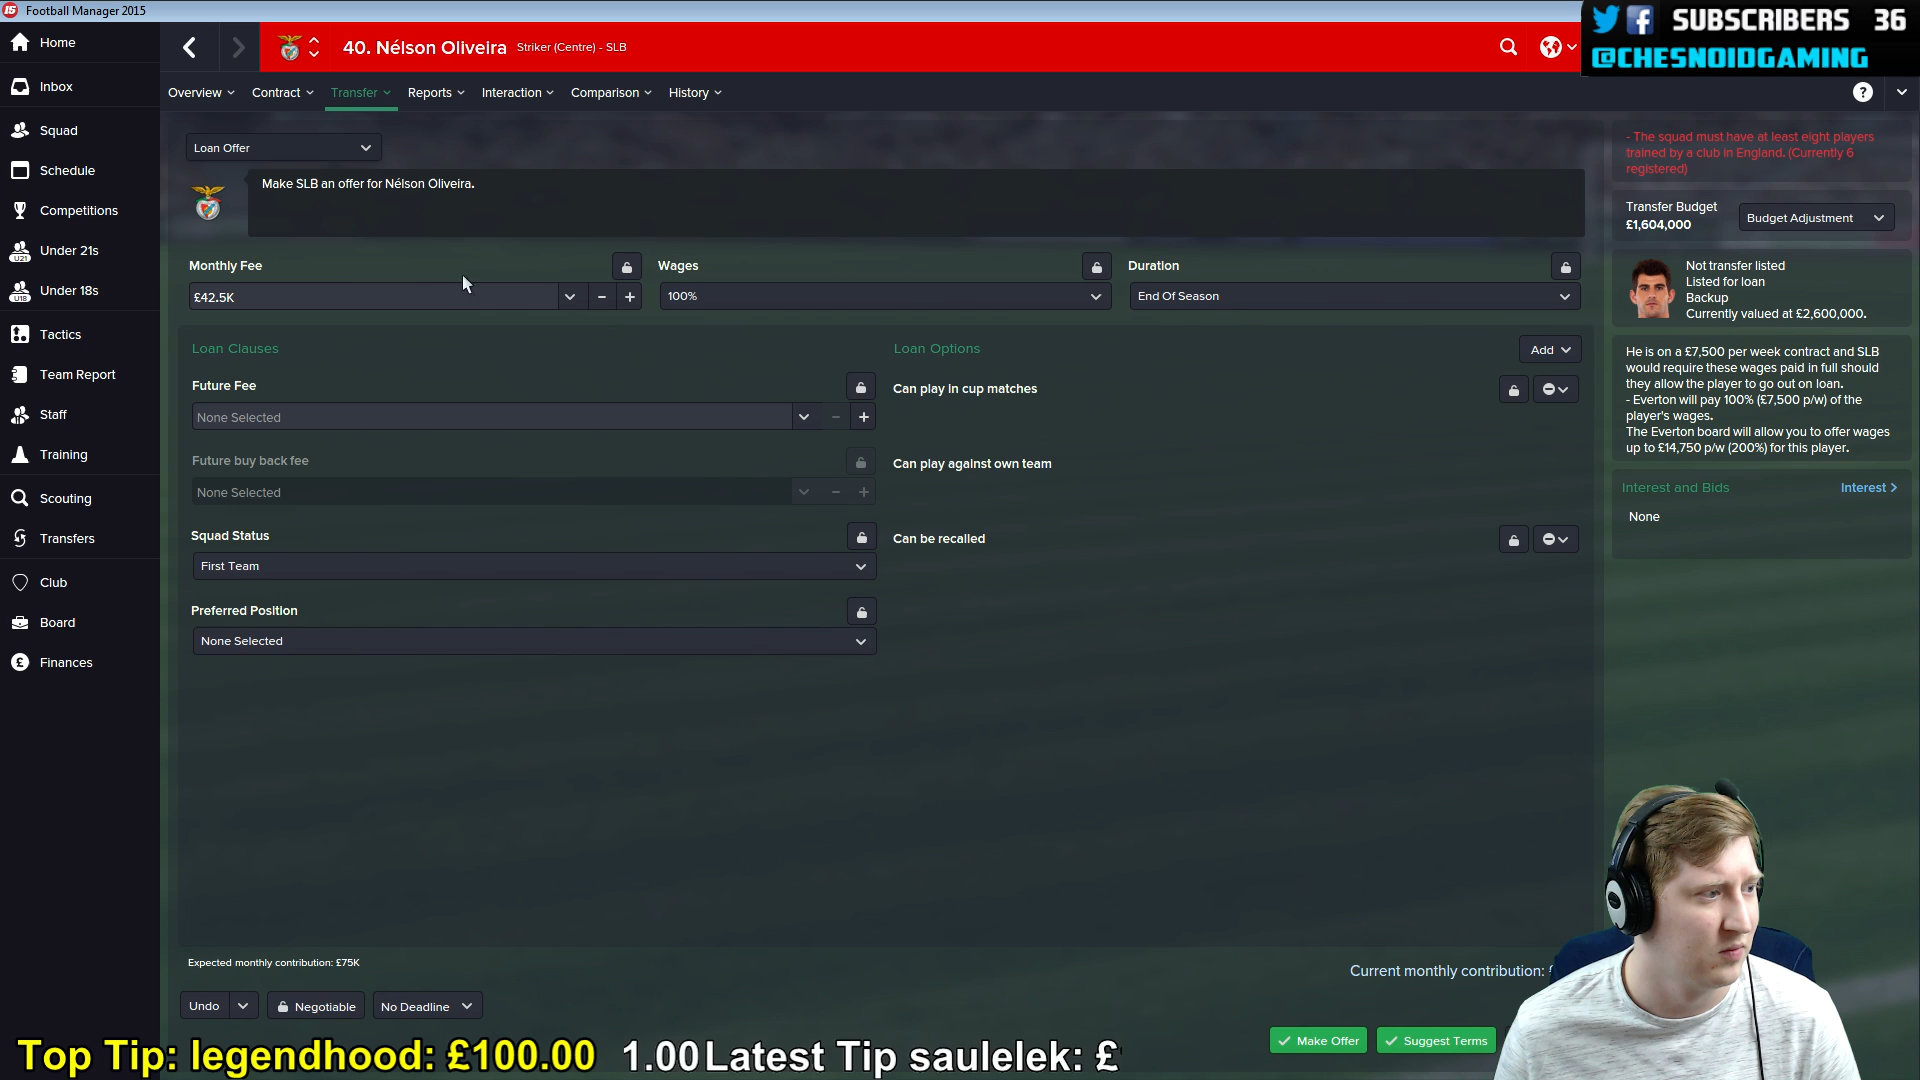 Football Manager 2015
SUBSCRIBERS 36
@CHESNOIDGAMING
Home
Inbox
Squad
Schedule
Competitions
Under 21s
Under 18s
Tactics
Team Report
Staff
Training
Scouting
Transfers
Club
Board
Finances
40. Nélson Oliveira Striker (Centre) - SLB
Overview Contract Transfer Reports Interaction Comparison History
Loan Offer
Make SLB an offer for Nélson Oliveira.
Monthly Fee
£42.5K
Wages
100%
Duration
End Of Season
Loan Clauses
Future Fee
None Selected
Future buy back fee
None Selected
Squad Status
First Team
Preferred Position
None Selected
Loan Options
Add
Can play in cup matches
Can play against own team
Can be recalled
- The squad must have at least eight players
trained by a club in England. (Currently 6
registered)
Transfer Budget
£1,604,000
Budget Adjustment
Not transfer listed
Listed for loan
Backup
Currently valued at £2,600,000.
He is on a £7,500 per week contract and SLB
would require these wages paid in full should
they allow the player to go out on loan.
- Everton will pay 100% (£7,500 p/w) of the
player's wages.
The Everton board will allow you to offer wages
up to £14,750 p/w (200%) for this player.
Interest and Bids Interest >
None
Expected monthly contribution: £75K
Current monthly contribution:
Undo Negotiable No Deadline
Make Offer Suggest Terms
Top Tip: legendhood: £100.00 1.00 Latest Tip saulelek: £